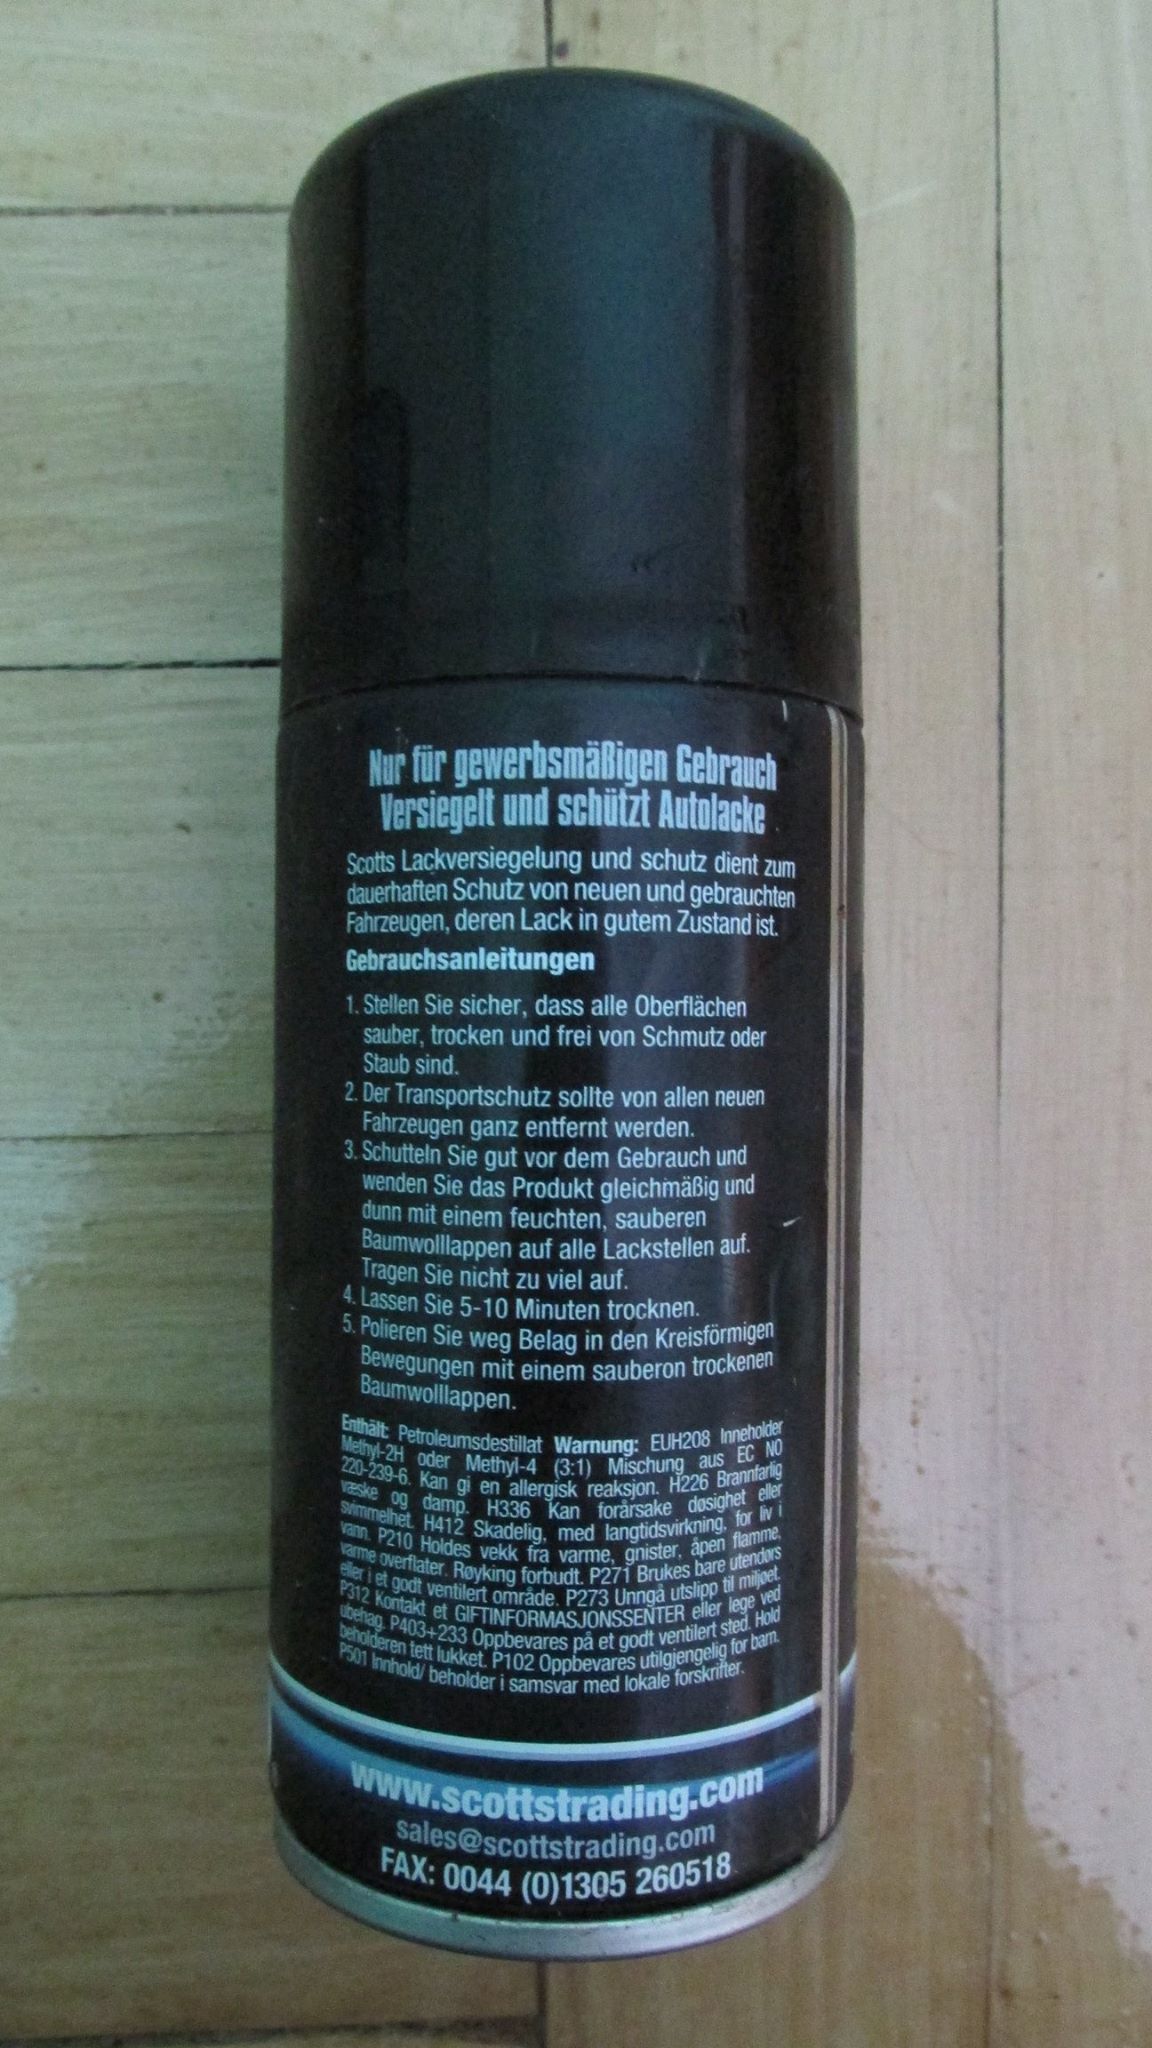 Nur für gewerbsmäßigen Gebrauch
Versiegelt und schützt Autolacke
Scotts Lackversiegelung und schutz dient zum
dauerhaften Schutz von neuen und gebrauchten
Fahrzeugen, deren Lack in gutem Zustand ist.
Gebrauchsanleitungen
1. Stellen Sie sicher, dass alle Oberflächen
sauber, trocken und frei von Schmutz oder
Staub sind.
2. Der Transportschutz sollte von allen neuen
Fahrzeugen ganz entfernt werden.
3. Schutteln Sie gut vor dem Gebrauch und
wenden Sie das Produkt gleichmäßig und
dunn mit einem feuchten, sauberen
Baumwolllappen auf alle Lackstellen auf.
Tragen Sie nicht zu viel auf.
4. Lassen Sie 5-10 Minuten trocknen.
5. Polieren Sie weg Belag in den Kreisförmigen
Bewegungen mit einem sauberon trockenen
Baumwolllappen.
Enthält: Petroleumsdestillat Warnung: EUH208 Inneholder
Methyl-2H oder Methyl-4 (3:1) Mischung aus EC NO
220-239-6. Kan gi en allergisk reaksjon. H226 Brannfarlig
væske og damp. H336 Kan forårsake døsighet eller
svimmelhet. H412 Skadelig, med langtidsvirkning, for liv i
vann. P210 Holdes vekk fra varme, gnister, åpen flamme,
varme overflater. Røyking forbudt. P271 Brukes bare utendørs
eller i et godt ventilert område. P273 Unngå utslipp til miljøet.
P312 Kontakt et GIFTINFORMASJONSSENTER eller lege ved
ubehag. P403+233 Oppbevares på et godt ventilert sted. Hold
beholderen tett lukket. P102 Oppbevares utilgjengelig for barn.
P501 Innhold/ beholder i samsvar med lokale forskrifter.
www.scottstrading.com
sales@scottstrading.com
FAX: 0044 (0)1305 260518